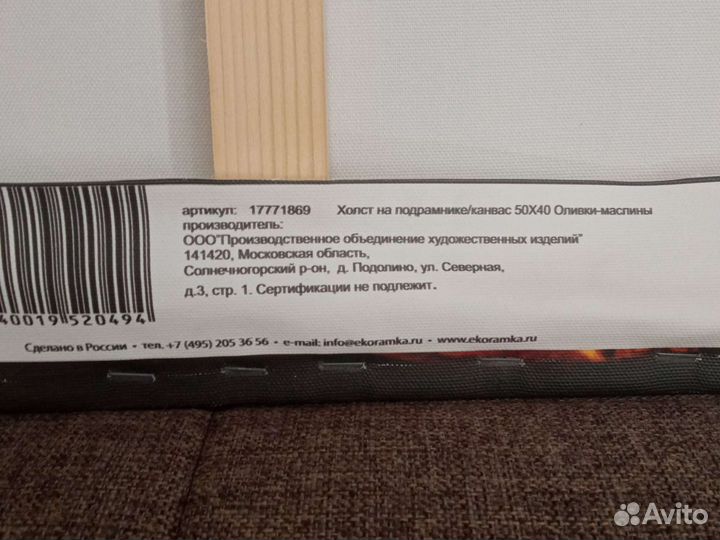 артикул: 17771869 Холст на подрамнике/канвас 50Х40 Оливки-маслины
производитель:
ООО"Производственное объединение художественных изделий"
141420, Московская область,
Солнечногорский р-он, д. Подолино, ул. Северная,
д.3, стр. 1. Сертификации не подлежит.
40019 520494
Сделано в России • тел. +7 (495) 205 36 56 • e-mail: info@ekoramka.ru • www.ekoramka.ru
Avito